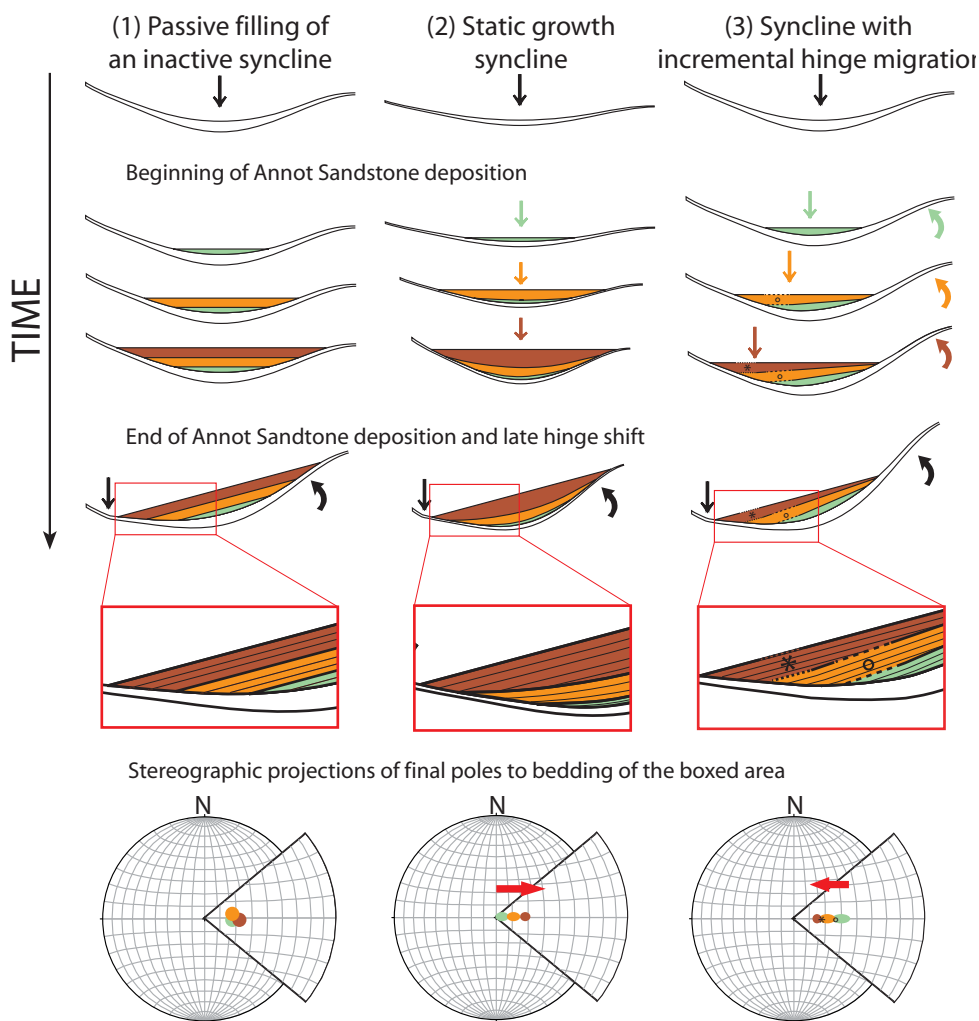 (1) Passive filling of
an inactive syncline
(2) Static growth
syncline
(3) Syncline with
incremental hinge migration
TIME
Beginning of Annot Sandstone deposition
End of Annot Sandtone deposition and late hinge shift
Stereographic projections of final poles to bedding of the boxed area
N
N
N